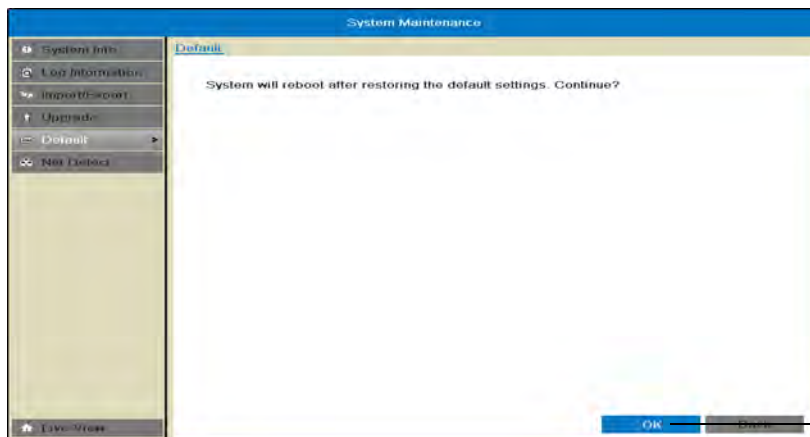 System Maintenance
System Info
Log Information
Import/Export
Upgrade
Default
Net Detect
Live View
Default
System will reboot after restoring the default settings. Continue?
OK
Back